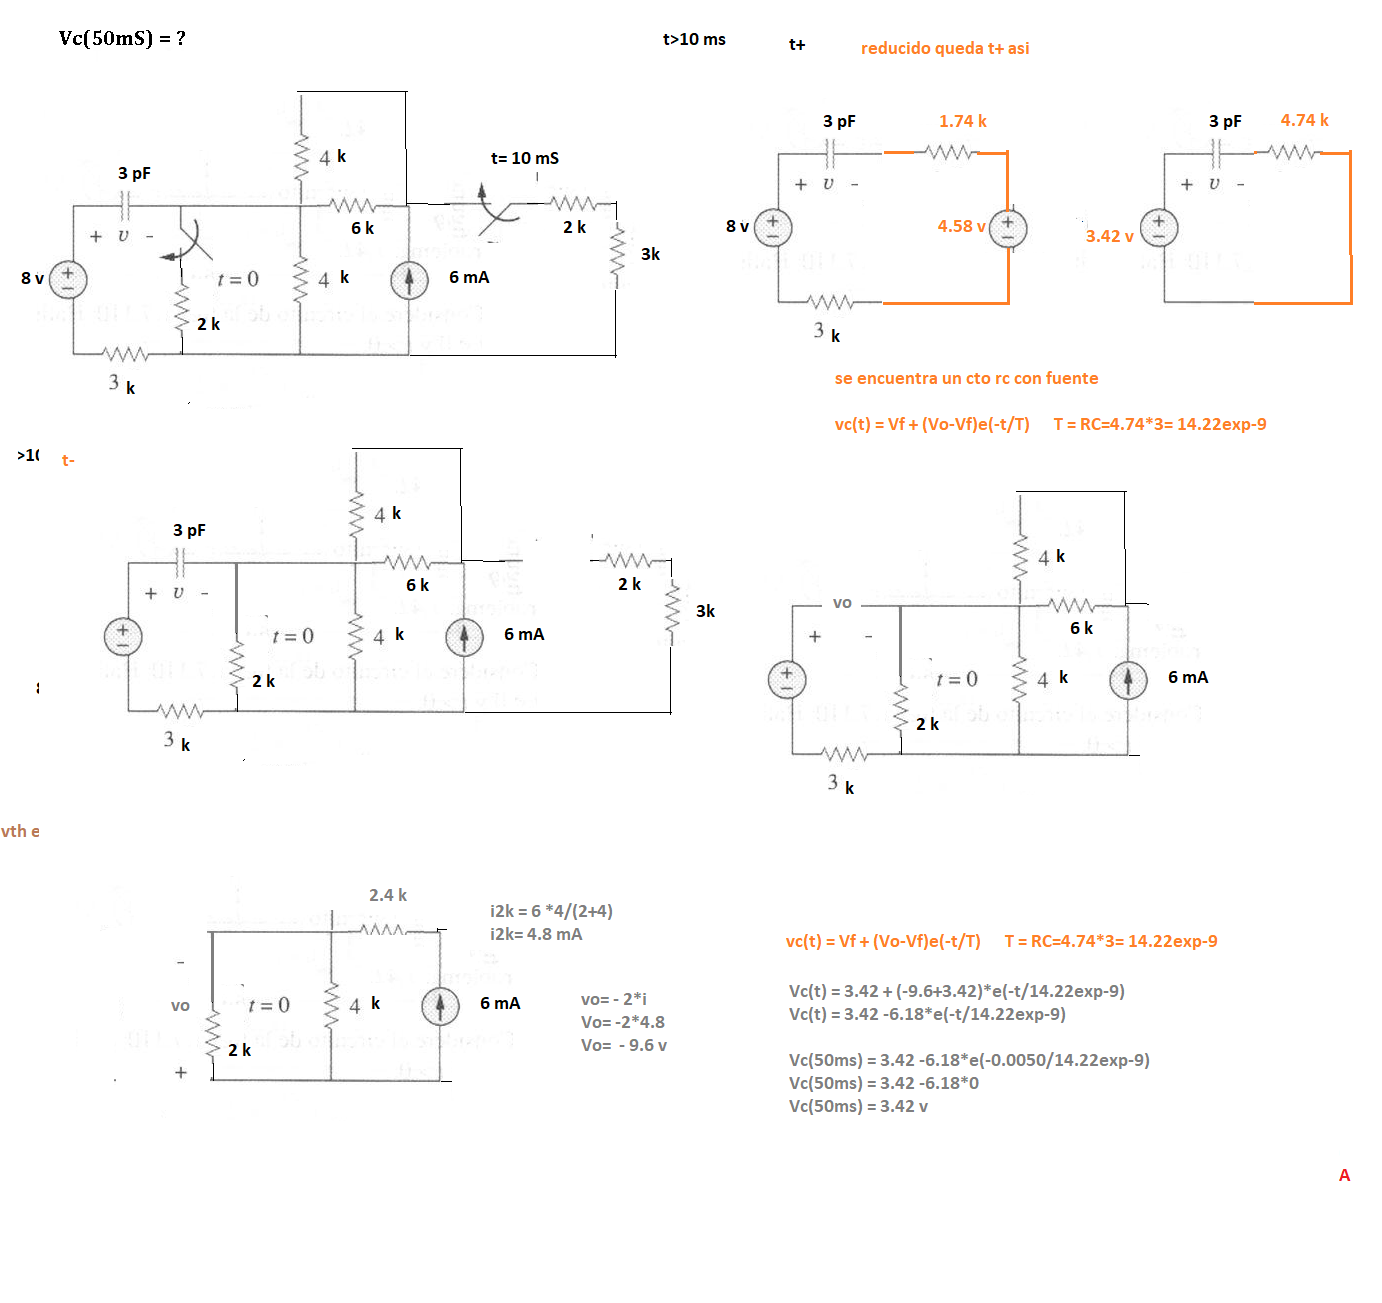 Vc(50mS) = ?
t>10 ms
t+
reducido queda t+ asi
3 pF
4 k
t= 10 mS
+ υ -
6 k
2 k
3k
8 v
t = 0
4 k
6 mA
2 k
3 k
3 pF
1.74 k
+ υ -
8 v
4.58 v
3 k
3 pF
4.74 k
+ υ -
3.42 v
se encuentra un cto rc con fuente
vc(t) = Vf + (Vo-Vf)e(-t/T) T = RC=4.74*3= 14.22exp-9
t-
4 k
3 pF
+ υ -
6 k
2 k
3k
t = 0
4 k
6 mA
2 k
3 k
4 k
vo
+ -
6 k
t = 0
4 k
6 mA
2 k
3 k
vth e
2.4 k
i2k = 6 *4/(2+4)
i2k= 4.8 mA
-
vo
+
t = 0
4 k
6 mA
2 k
vo= - 2*i
Vo= -2*4.8
Vo= - 9.6 v
vc(t) = Vf + (Vo-Vf)e(-t/T) T = RC=4.74*3= 14.22exp-9
Vc(t) = 3.42 + (-9.6+3.42)*e(-t/14.22exp-9)
Vc(t) = 3.42 -6.18*e(-t/14.22exp-9)
Vc(50ms) = 3.42 -6.18*e(-0.0050/14.22exp-9)
Vc(50ms) = 3.42 -6.18*0
Vc(50ms) = 3.42 v
A